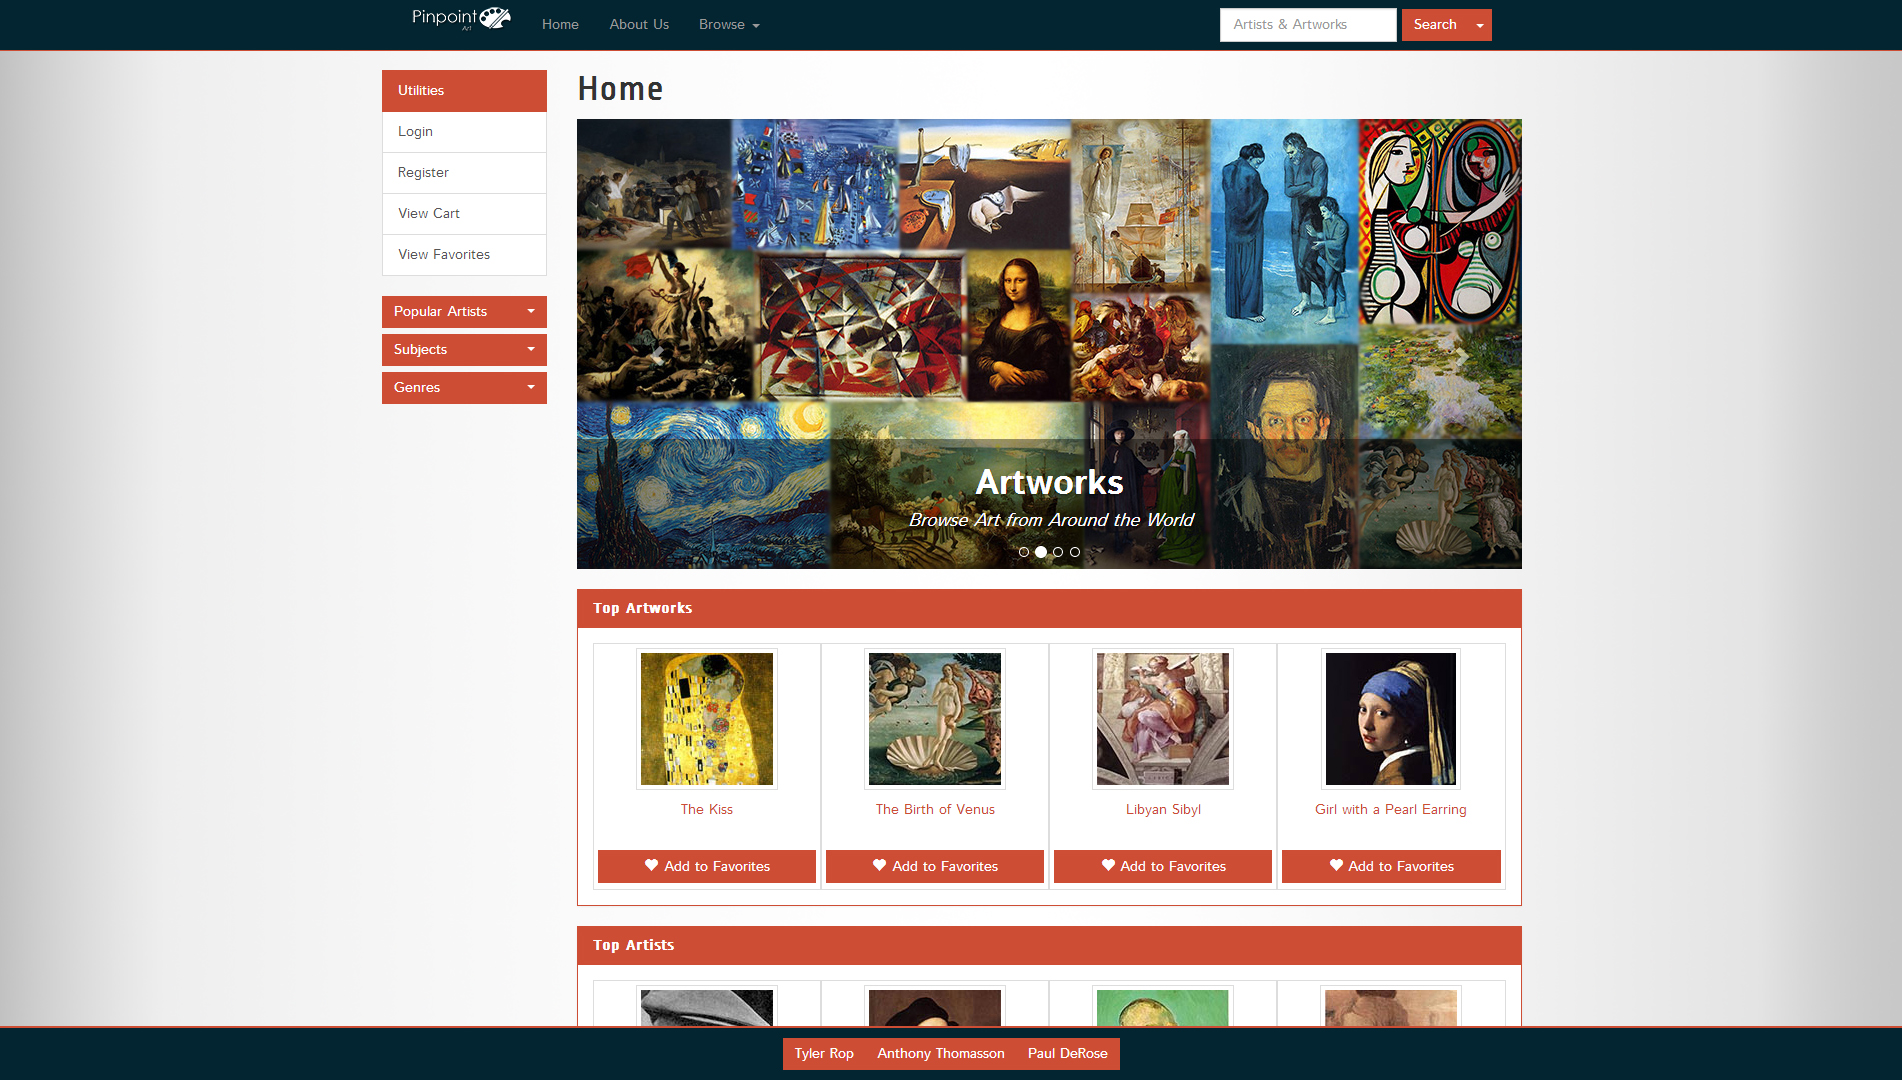 Pinpoint
Art
Home
About Us
Browse
Artists & Artworks
Search
Utilities
Login
Register
View Cart
View Favorites
Popular Artists
Subjects
Genres
Home
Artworks
Browse Art from Around the World
Top Artworks
The Kiss
The Birth of Venus
Libyan Sibyl
Girl with a Pearl Earring
Add to Favorites
Add to Favorites
Add to Favorites
Add to Favorites
Top Artists
Tyler Rop
Anthony Thomasson
Paul DeRose